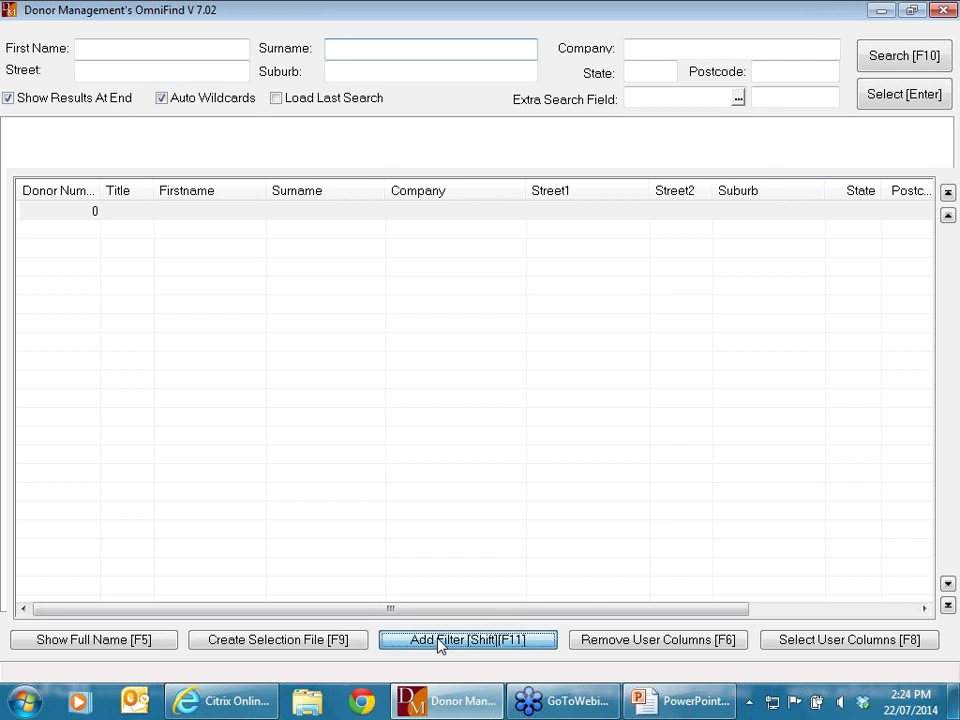 Donor Management's OmniFind V 7.02
First Name: Surname: Company: Search [F10]
Street: Suburb: State: Postcode:
Show Results At End Auto Wildcards Load Last Search Extra Search Field: ... Select [Enter]
Donor Num... Title Firstname Surname Company Street1 Street2 Suburb State Postc...
0
Show Full Name [F5] Create Selection File [F9] Add Filter [Shift][F11] Remove User Columns [F6] Select User Columns [F8]
Citrix Onlin... Donor Man... GoToWebi... PowerPoint... 2:24 PM
22/07/2014